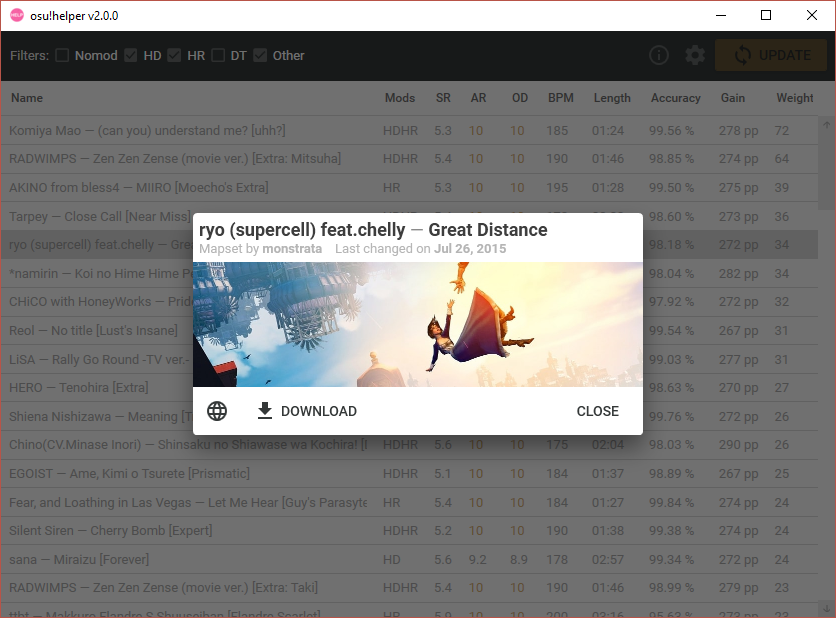 HELP osu!helper v2.0.0
Filters: Nomod HD HR DT Other UPDATE
Name Mods SR AR OD BPM Length Accuracy Gain Weight
Komiya Mao — (can you) understand me? [uhh?] HDHR 5.3 10 10 185 01:24 99.56 % 278 pp 72
RADWIMPS — Zen Zen Zense (movie ver.) [Extra: Mitsuha] HDHR 5.4 10 10 190 01:46 98.85 % 274 pp 64
AKINO from bless4 — MIIRO [Moecho's Extra] HR 5.3 10 10 195 01:28 99.50 % 275 pp 39
Tarpey — Close Call [Near Miss] 98.60 % 273 pp 36
ryo (supercell) feat.chelly — Grea 98.18 % 272 pp 34
*namirin — Koi no Hime Hime Pe 98.04 % 282 pp 34
CHiCO with HoneyWorks — Pride 97.92 % 272 pp 32
Reol — No title [Lust's Insane] 99.54 % 267 pp 31
LiSA — Rally Go Round -TV ver.- 99.03 % 277 pp 31
HERO — Tenohira [Extra] 98.63 % 270 pp 27
Shiena Nishizawa — Meaning [T 99.76 % 272 pp 26
ryo (supercell) feat.chelly — Great Distance
Mapset by monstrata Last changed on Jul 26, 2015
DOWNLOAD CLOSE
Chino(CV.Minase Inori) — Shinsaku no Shiawase wa Kochira! [ HDHR 5.6 10 10 175 02:04 98.03 % 290 pp 26
EGOIST — Ame, Kimi o Tsurete [Prismatic] HDHR 5.1 10 10 184 01:37 98.89 % 267 pp 25
Fear, and Loathing in Las Vegas — Let Me Hear [Guy's Parasyte HR 5.4 10 10 184 01:27 99.84 % 274 pp 24
Silent Siren — Cherry Bomb [Expert] HDHR 5.2 10 10 190 01:38 99.38 % 274 pp 24
sana — Miraizu [Forever] HD 5.6 9.2 8.9 178 02:57 99.34 % 272 pp 24
RADWIMPS — Zen Zen Zense (movie ver.) [Extra: Taki] HDHR 5.4 10 10 190 01:46 98.99 % 279 pp 23